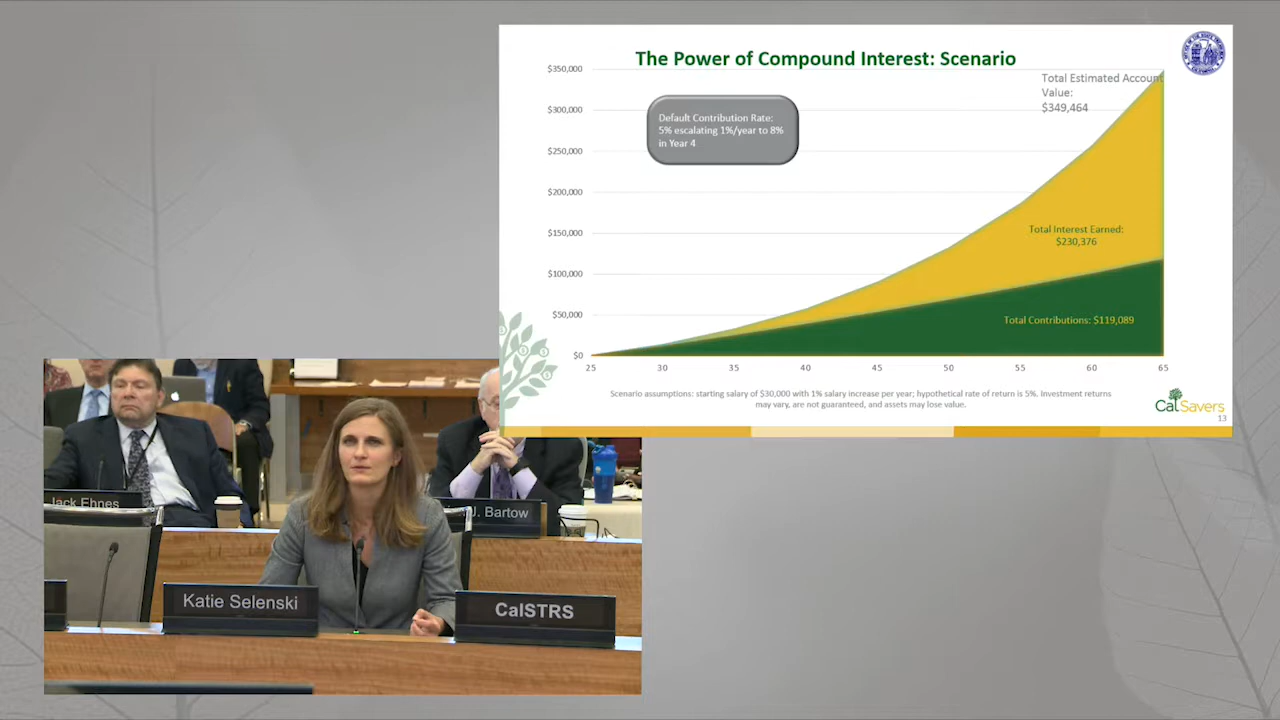 The Power of Compound Interest: Scenario
Total Estimated Accoun
Value:
$349,464
Default Contribution Rate:
5% escalating 1%/year to 8%
in Year 4
$350,000
$300,000
$250,000
$200,000
$150,000
$100,000
$50,000
$0
Total Interest Earned:
$230,376
Total Contributions: $119,089
25 30 35 40 45 50 55 60 65
Scenario assumptions: starting salary of $30,000 with 1% salary increase per year; hypothetical rate of return is 5%. Investment returns
may vary, are not guaranteed, and assets may lose value.
CalSavers
13
Jack Ehnes
J. Bartow
Katie Selenski
CalSTRS